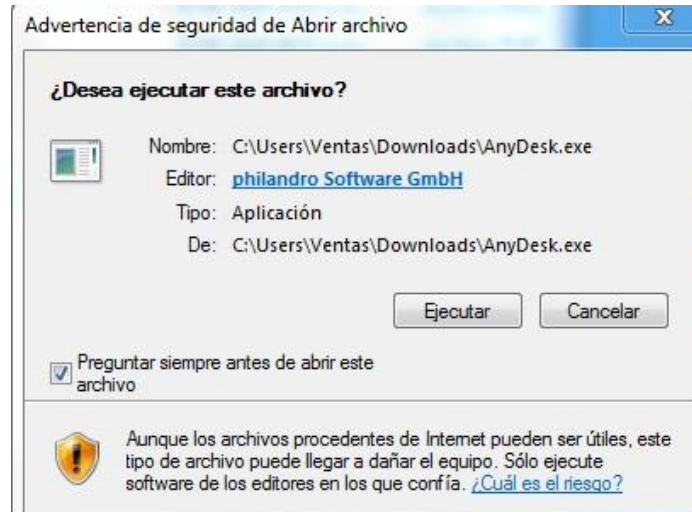 Advertencia de seguridad de Abrir archivo
¿Desea ejecutar este archivo?
Nombre: C:\Users\Ventas\Downloads\AnyDesk.exe
Editor: philandro Software GmbH
Tipo: Aplicación
De: C:\Users\Ventas\Downloads\AnyDesk.exe
Ejecutar Cancelar
Preguntar siempre antes de abrir este
archivo
Aunque los archivos procedentes de Internet pueden ser útiles, este
tipo de archivo puede llegar a dañar el equipo. Sólo ejecute
software de los editores en los que confía. ¿Cuál es el riesgo?